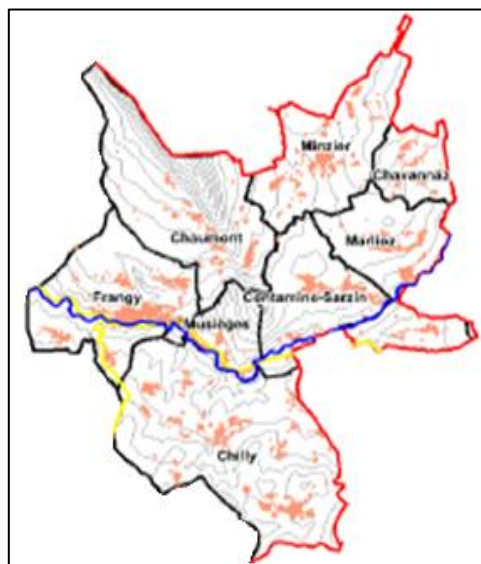 Minzier
Chavannaz
Chaumont
Marlioz
Frangy
Musièges
Contamine-Sarzin
Chilly